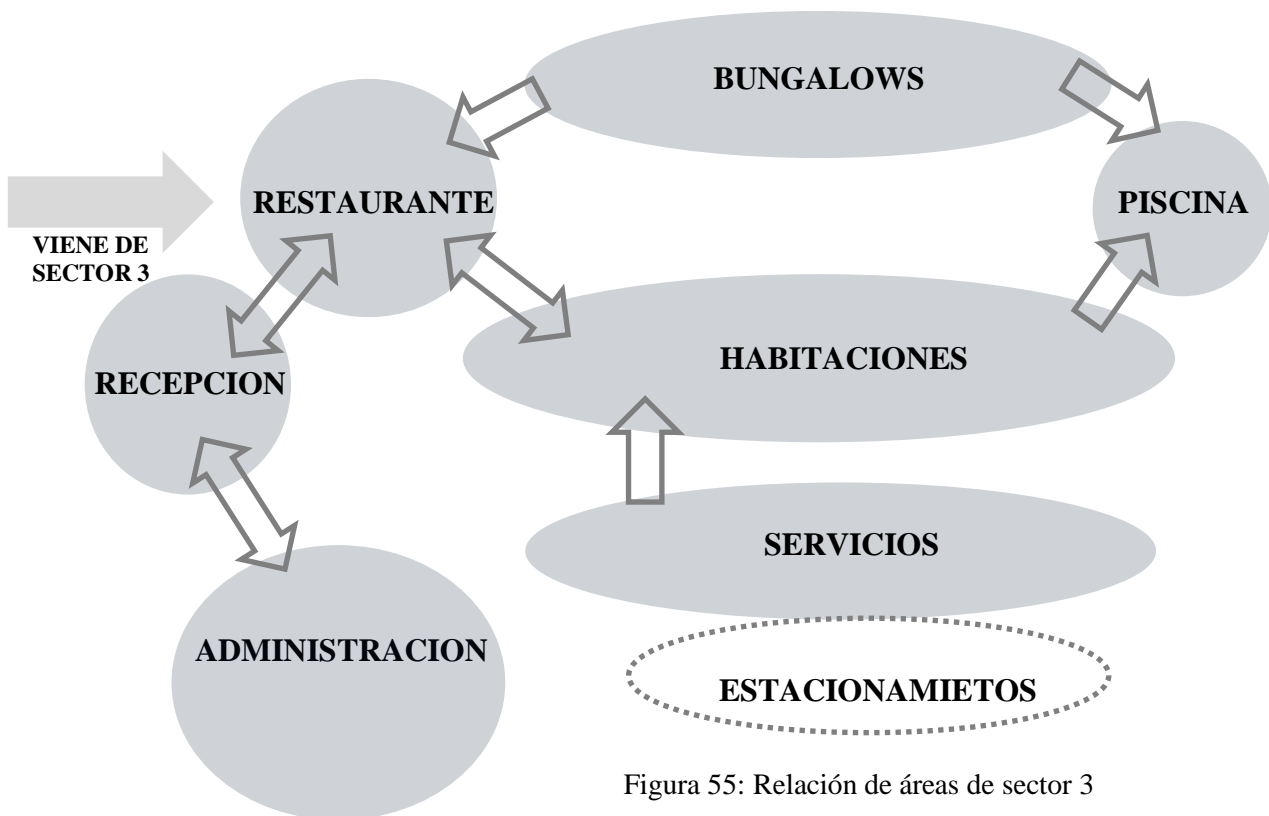 BUNGALOWS
RESTAURANTE
PISCINA
VIENE DE
SECTOR 3
HABITACIONES
RECEPCION
SERVICIOS
ADMINISTRACION
ESTACIONAMIETOS
Figura 55: Relación de áreas de sector 3